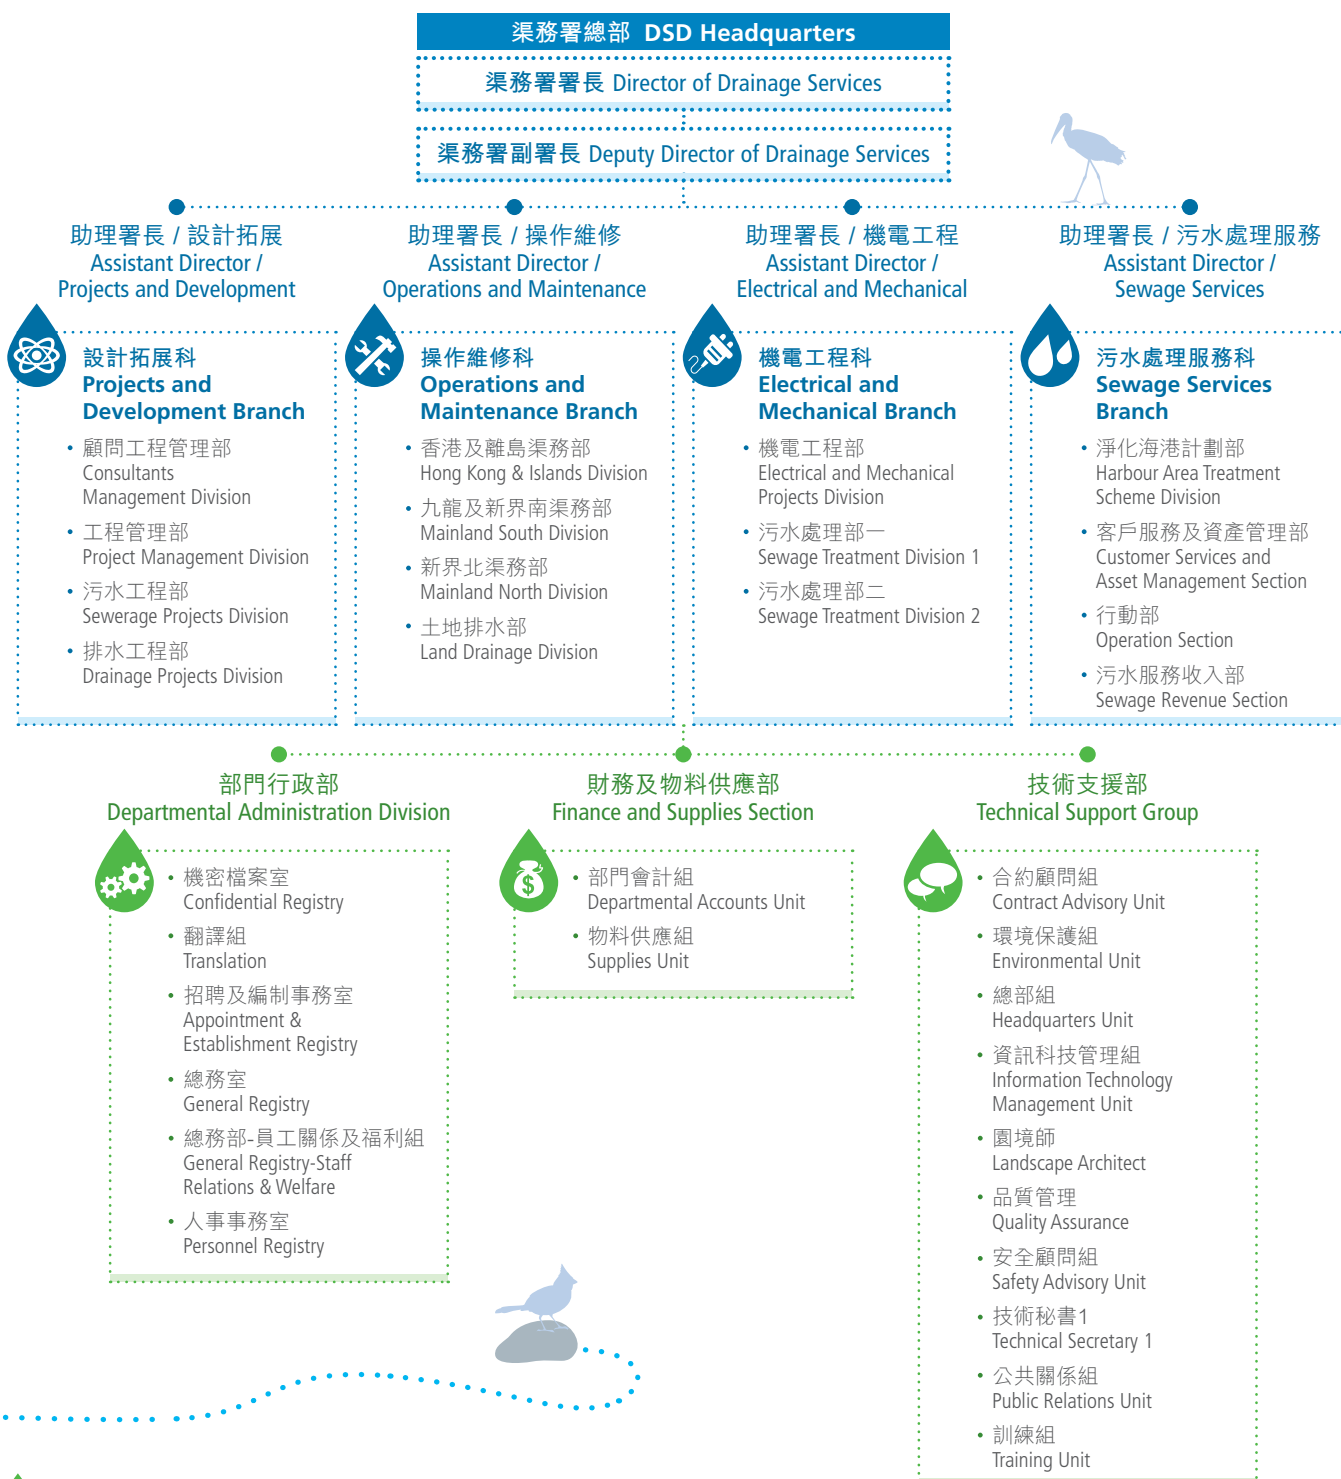 渠務署總部 DSD Headquarters
渠務署署長 Director of Drainage Services
渠務署副署長 Deputy Director of Drainage Services
助理署長 / 設計拓展
Assistant Director /
Projects and Development
助理署長 / 操作維修
Assistant Director /
Operations and Maintenance
助理署長 / 機電工程
Assistant Director /
Electrical and Mechanical
助理署長 / 污水處理服務
Assistant Director /
Sewage Services
設計拓展科
Projects and
Development Branch
• 顧問工程管理部
Consultants
Management Division
• 工程管理部
Project Management Division
• 污水工程部
Sewerage Projects Division
• 排水工程部
Drainage Projects Division
操作維修科
Operations and
Maintenance Branch
• 香港及離島渠務部
Hong Kong & Islands Division
• 九龍及新界南渠務部
Mainland South Division
• 新界北渠務部
Mainland North Division
• 土地排水部
Land Drainage Division
機電工程科
Electrical and
Mechanical Branch
• 機電工程部
Electrical and Mechanical
Projects Division
• 污水處理部一
Sewage Treatment Division 1
• 污水處理部二
Sewage Treatment Division 2
污水處理服務科
Sewage Services
Branch
• 淨化海港計劃部
Harbour Area Treatment
Scheme Division
• 客戶服務及資產管理部
Customer Services and
Asset Management Section
• 行動部
Operation Section
• 污水服務收入部
Sewage Revenue Section
部門行政部
Departmental Administration Division
• 機密檔案室
Confidential Registry
• 翻譯組
Translation
• 招聘及編制事務室
Appointment &
Establishment Registry
• 總務室
General Registry
• 總務部-員工關係及福利組
General Registry-Staff
Relations & Welfare
• 人事事務室
Personnel Registry
財務及物料供應部
Finance and Supplies Section
$
• 部門會計組
Departmental Accounts Unit
• 物料供應組
Supplies Unit
技術支援部
Technical Support Group
• 合約顧問組
Contract Advisory Unit
• 環境保護組
Environmental Unit
• 總部組
Headquarters Unit
• 資訊科技管理組
Information Technology
Management Unit
• 園境師
Landscape Architect
• 品質管理
Quality Assurance
• 安全顧問組
Safety Advisory Unit
• 技術秘書1
Technical Secretary 1
• 公共關係組
Public Relations Unit
• 訓練組
Training Unit